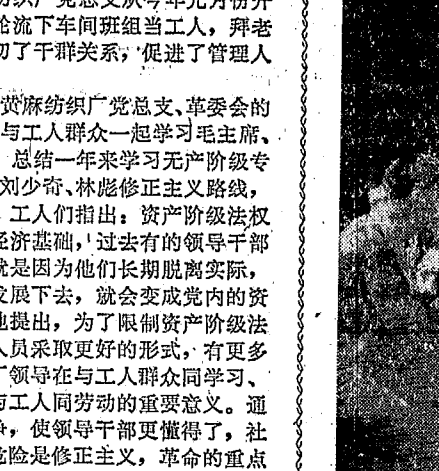 纺织厂党总支从今年元月份开
轮流下车间班组当工人，拜老
切了干群关系，促进了管理人
黄麻纺织厂党总支、革委会的
与工人群众一起学习毛主席、
总结一年来学习无产阶级专
刘少奇、林彪修正主义路线，
工人们指出：资产阶级法权
经济基础，过去有的领导干部
就是因为他们长期脱离实际，
发展下去，就会变成党内的资
地提出，为了限制资产阶级法
人员采取更好的形式，有更多
厂领导在与工人群众同学习、
与工人同劳动的重要意义。通
争，使领导干部更懂得了，社
危险是修正主义，革命的重点